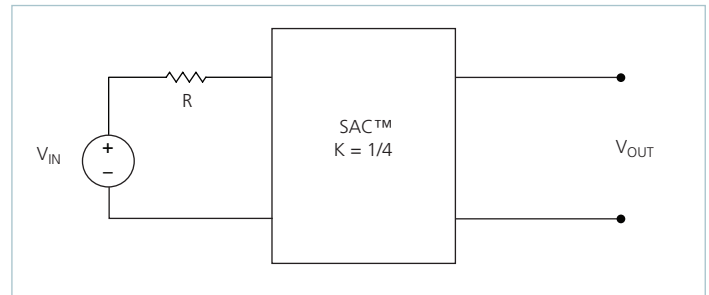 R
SAC™
K = 1/4
V_IN
+
–
V_OUT